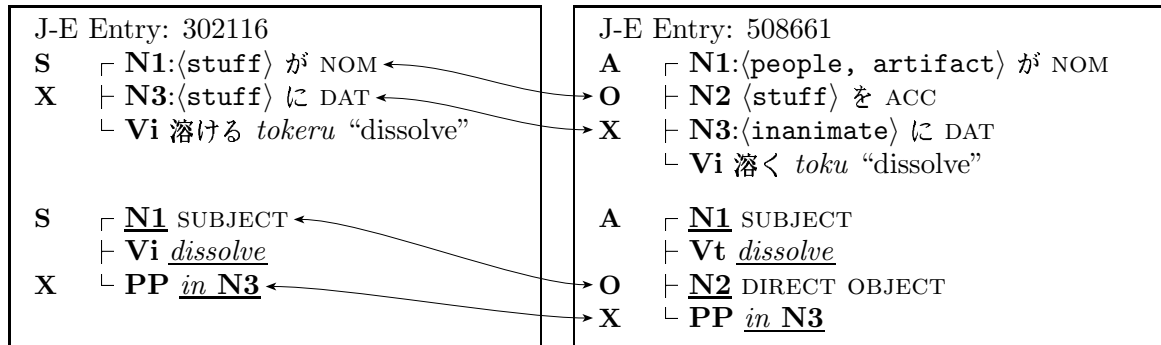 J-E Entry: 302116
S N1:⟨stuff⟩ が NOM
X N3:⟨stuff⟩ に DAT
Vi 溶ける tokeru “dissolve”
S N1 SUBJECT
Vi dissolve
X PP in N3
J-E Entry: 508661
A N1:⟨people, artifact⟩ が NOM
O N2 ⟨stuff⟩ を ACC
X N3:⟨inanimate⟩ に DAT
Vi 溶く toku “dissolve”
A N1 SUBJECT
Vt dissolve
O N2 DIRECT OBJECT
X PP in N3